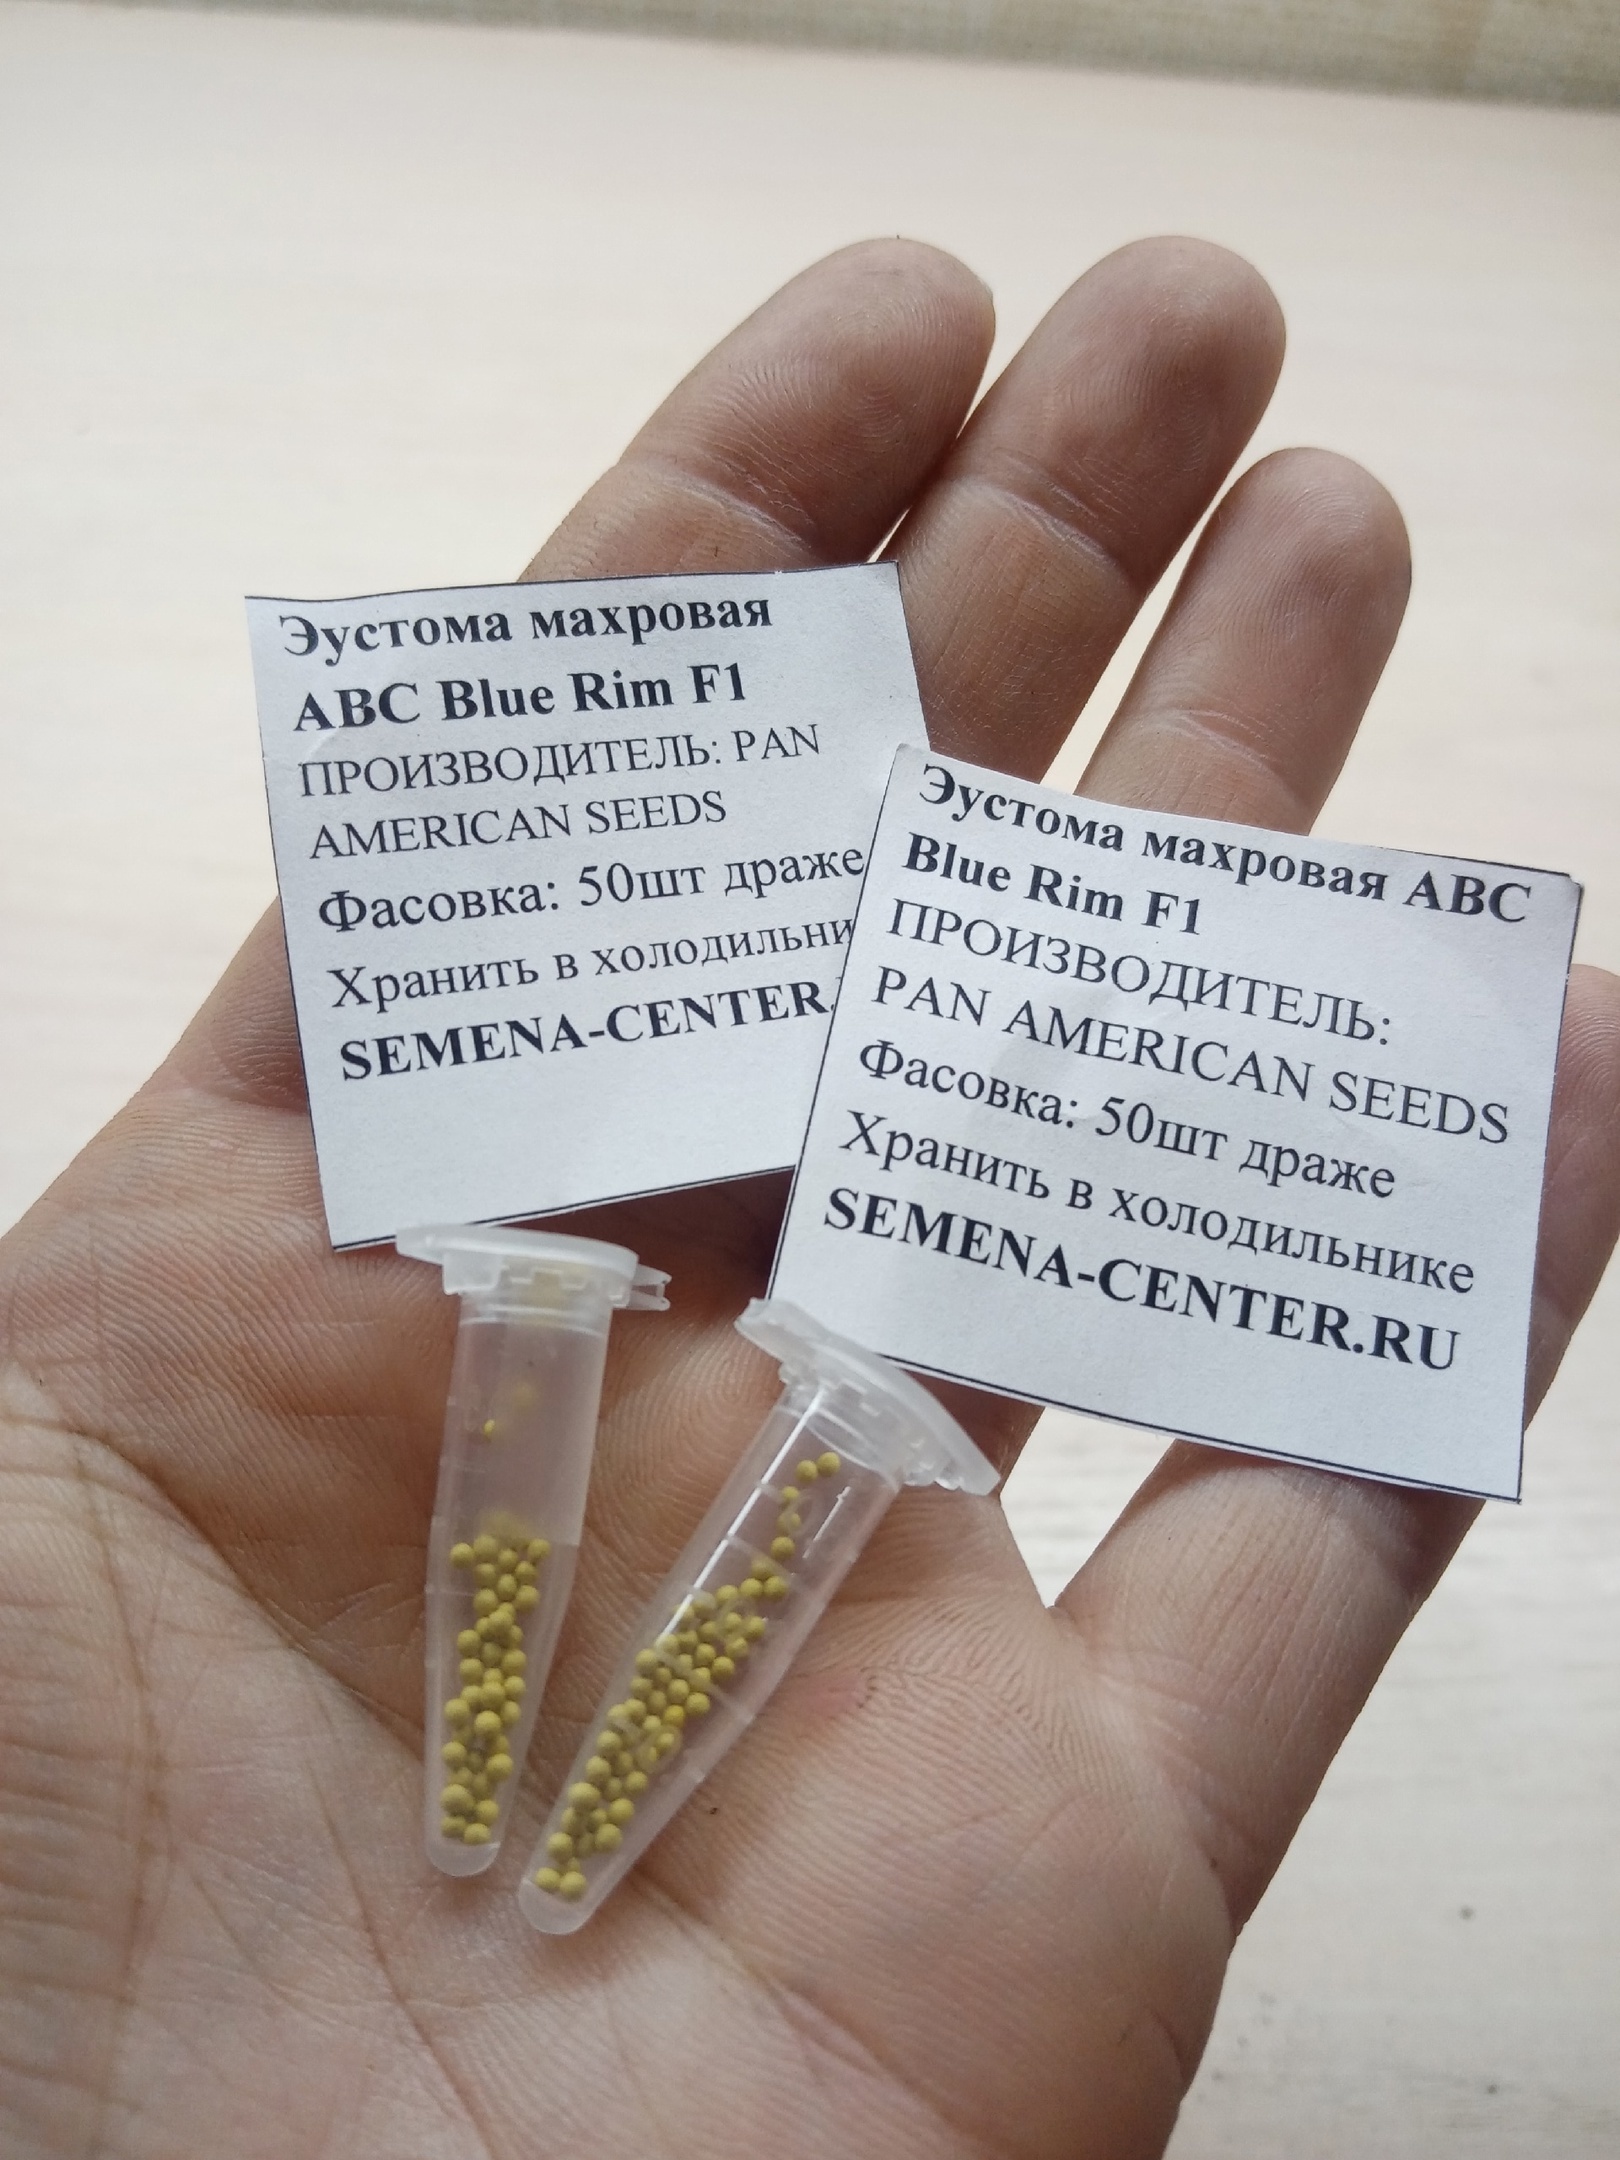 Эустома махровая
ABC Blue Rim F1
ПРОИЗВОДИТЕЛЬ: PAN
AMERICAN SEEDS
Фасовка: 50шт драже
Хранить в
SEMENA-CENTER.
Эустома махровая ABC
Blue Rim F1
ПРОИЗВОДИТЕЛЬ:
PAN AMERICAN SEEDS
Фасовка: 50шт драже
Хранить в холодильнике
SEMENA-CENTER.RU